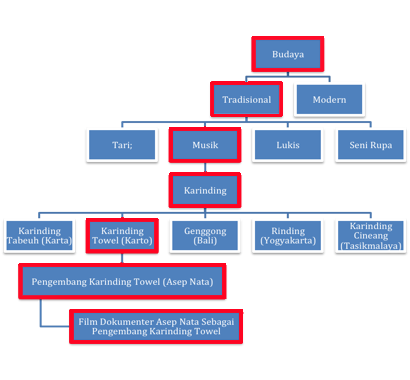 Budaya
Tradisional
Modern
Tari;
Musik
Lukis
Seni Rupa
Karinding
Karinding
Tabeuh (Karta)
Karinding
Towel (Karto)
Genggong
(Bali)
Rinding
(Yogyakarta)
Karinding
Cineang
(Tasikmalaya)
Pengembang Karinding Towel (Asep Nata)
Film Dokumenter Asep Nata Sebagai
Pengembang Karinding Towel